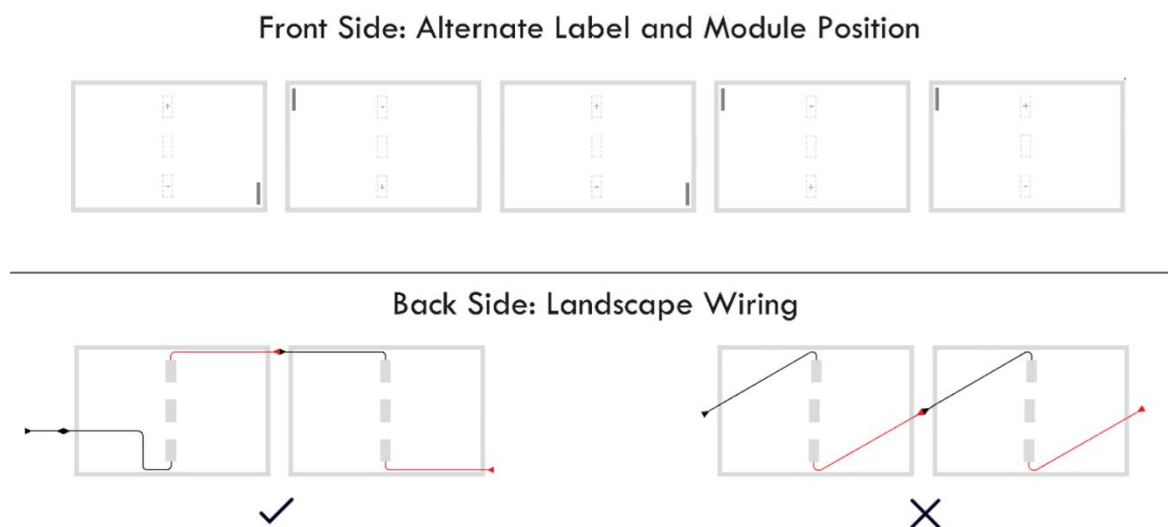 Front Side: Alternate Label and Module Position
+ - + - +
- + - + -
Back Side: Landscape Wiring